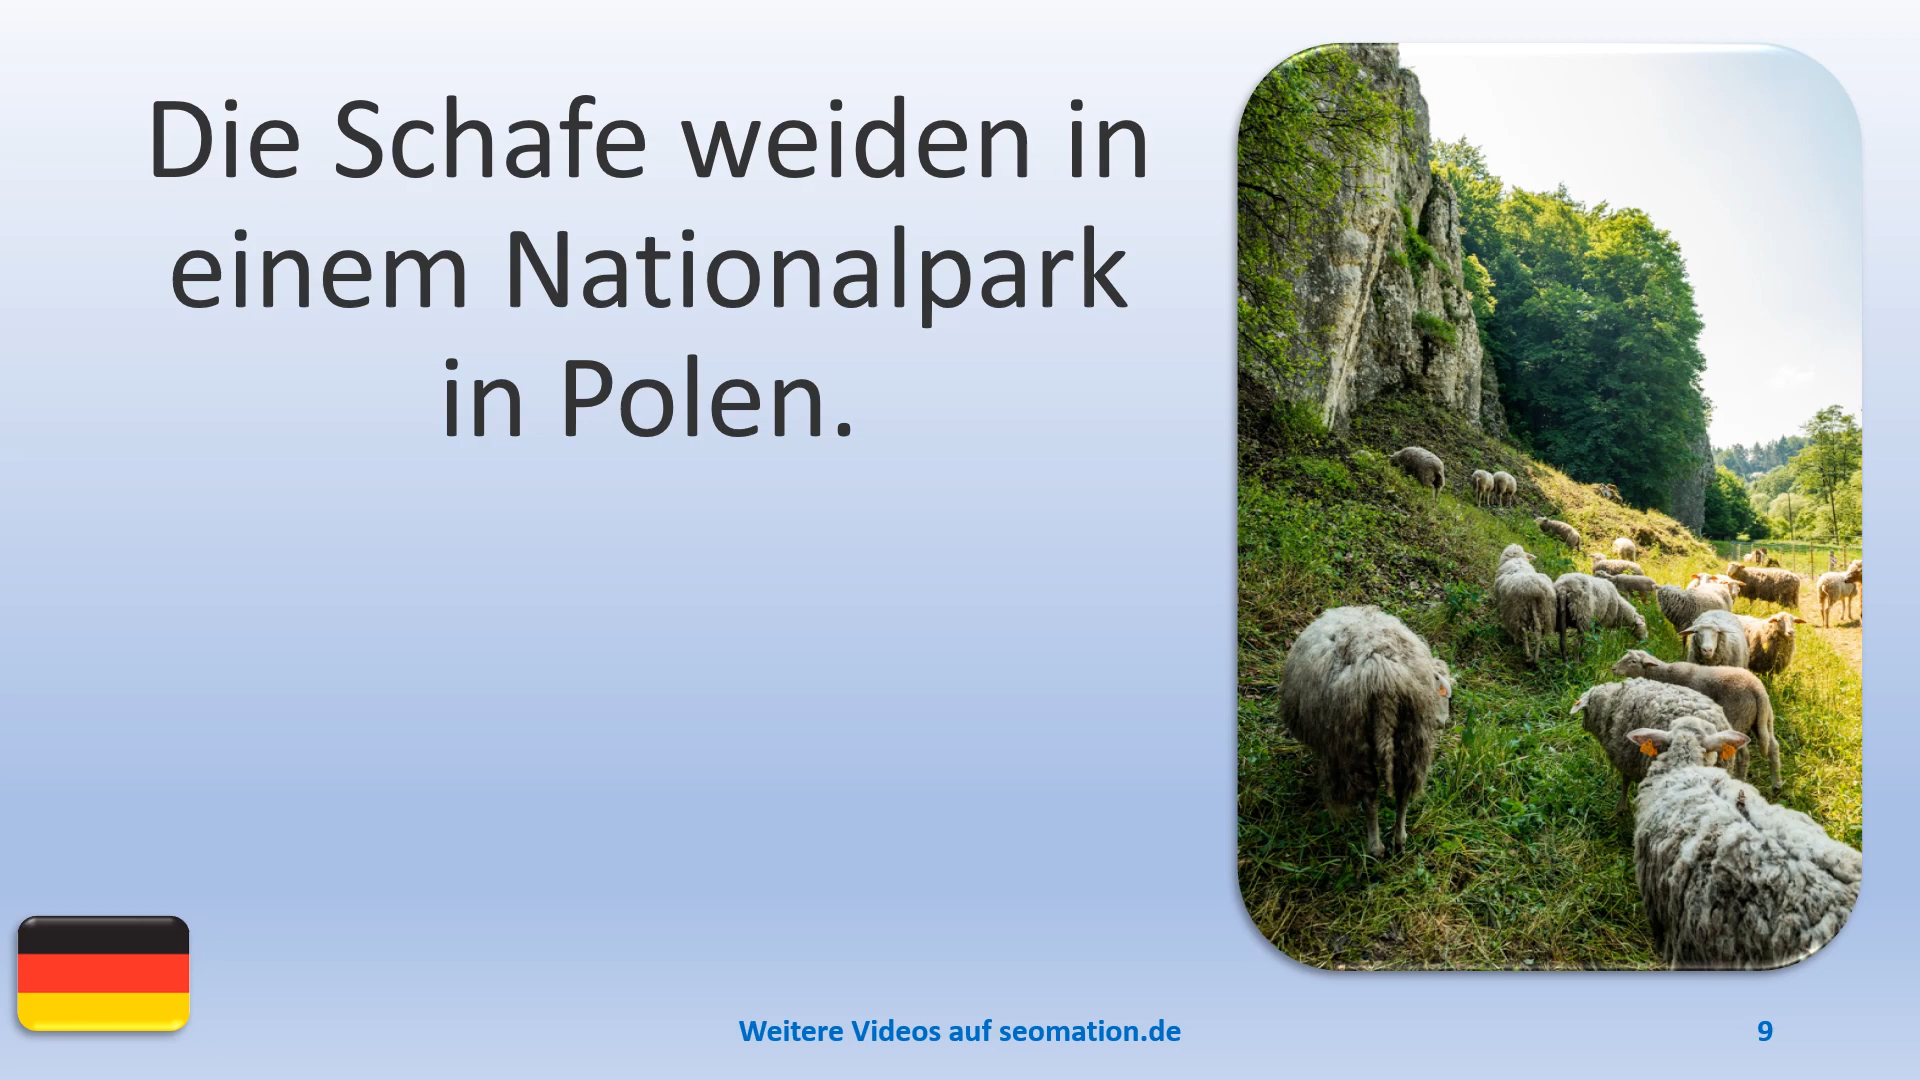 Die Schafe weiden in
einem Nationalpark
in Polen.
Weitere Videos auf seomation.de
9